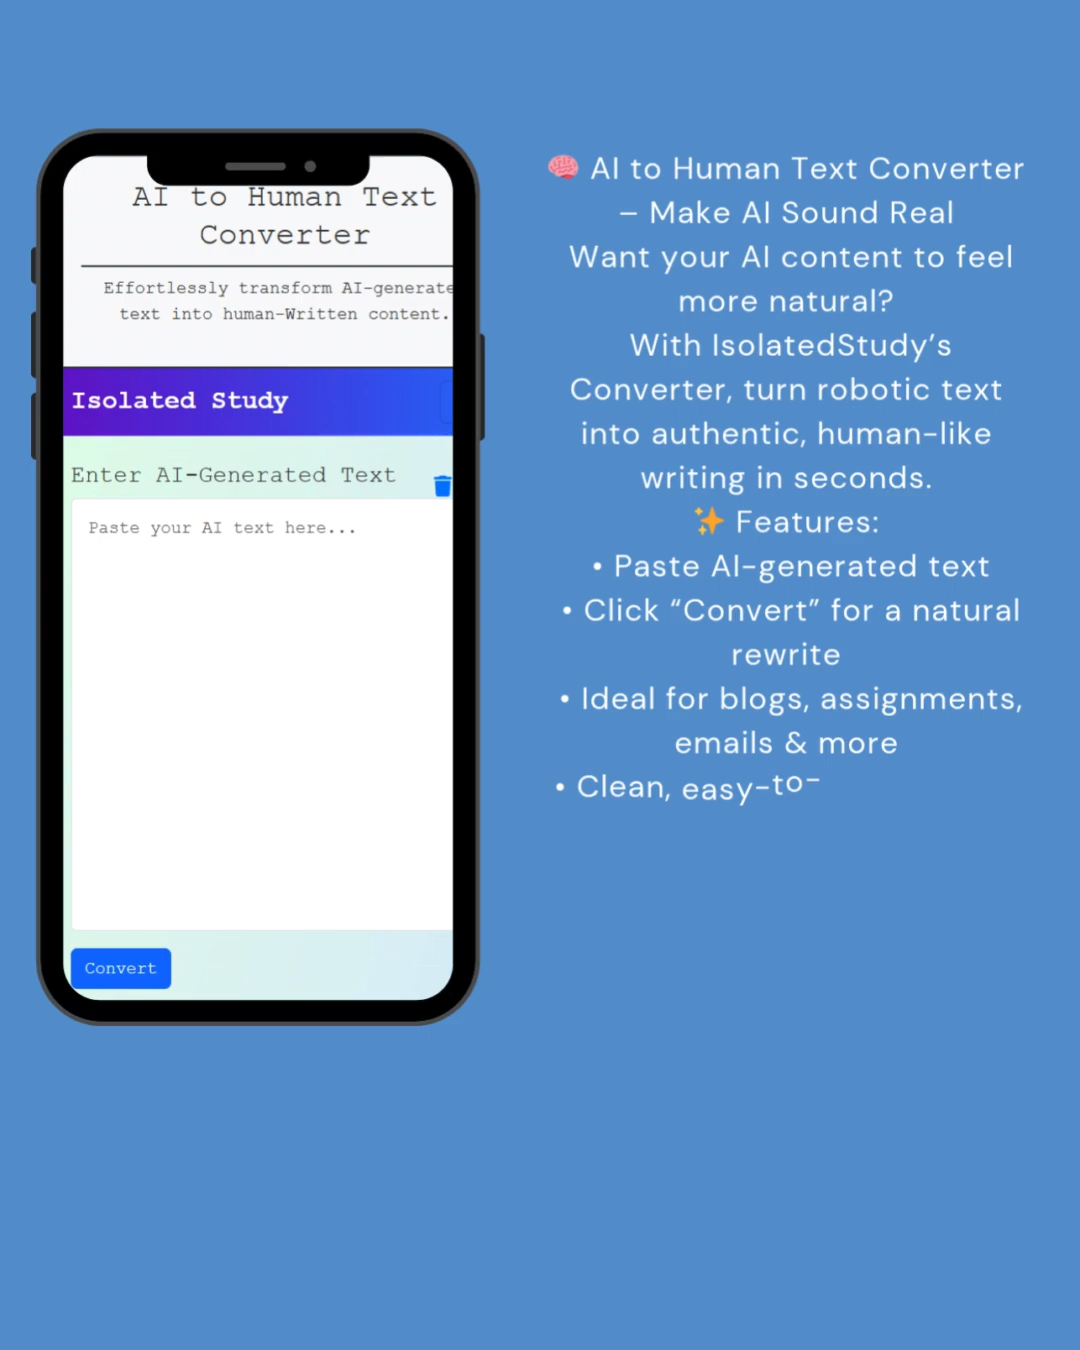 AI to Human Text
Converter
Effortlessly transform AI-generate
text into human-Written content.
Isolated Study
Enter AI-Generated Text
Paste your AI text here...
Convert
🧠 AI to Human Text Converter
– Make AI Sound Real
Want your AI content to feel
more natural?
With IsolatedStudy’s
Converter, turn robotic text
into authentic, human-like
writing in seconds.
✨ Features:
• Paste AI-generated text
• Click “Convert” for a natural
rewrite
• Ideal for blogs, assignments,
emails & more
• Clean, easy-to-